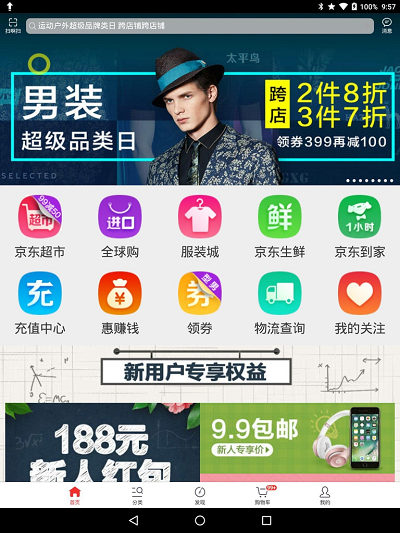 9:57
扫啊扫
运动户外超级品牌类日 跨店铺跨店铺
消息
太平鸟
男装
超级品类日
跨店
2件8折
3件7折
领券399再减100
SELECTED
GXG
99减50
超市
进口
鲜
1小时
京东超市
全球购
服装城
京东生鲜
京东到家
充
券
型男
充值中心
惠赚钱
领券
物流查询
我的关注
新用户专享权益
E=MC²
188元
新人红包
9.9包邮
新人专享价
首页
分类
发现
99+
购物车
我的